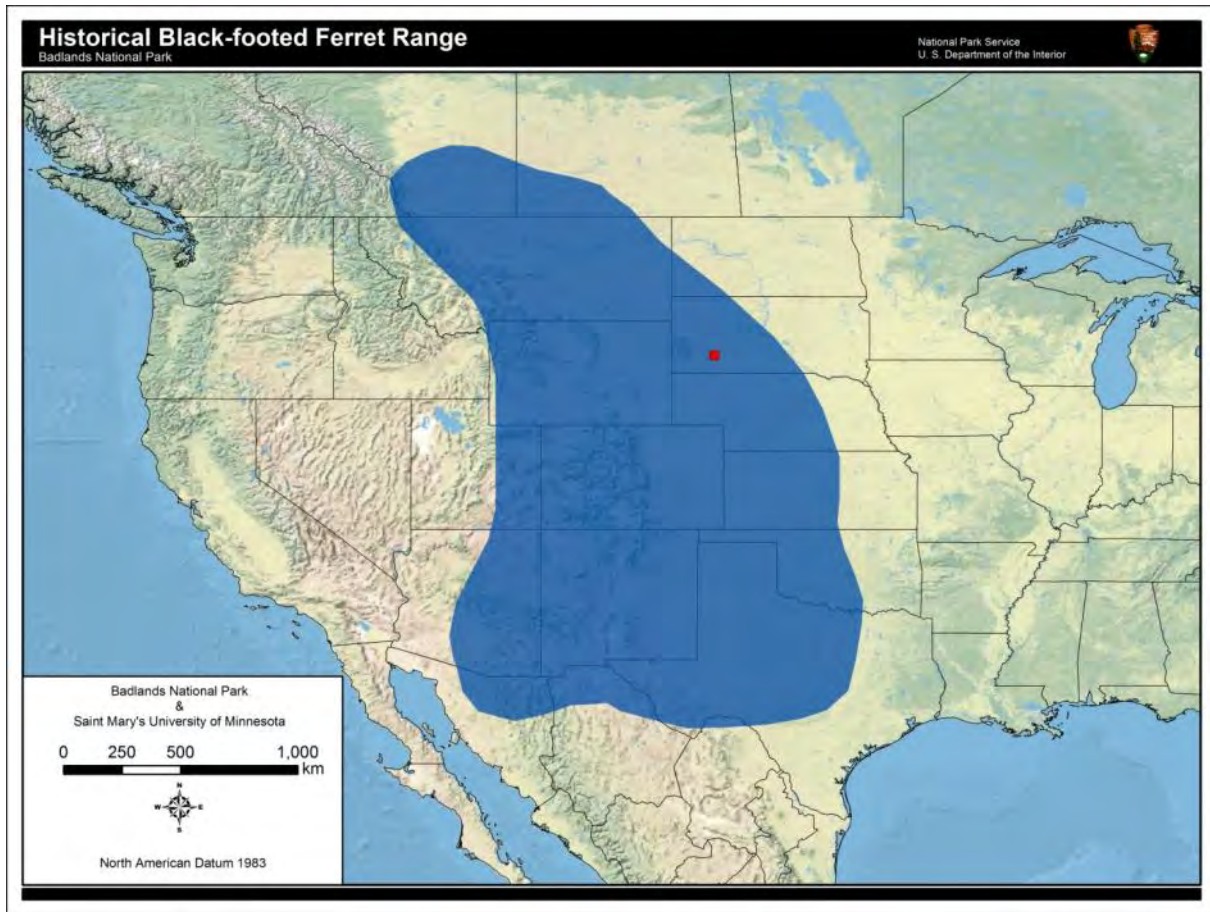 Historical Black-footed Ferret Range
Badlands National Park
National Park Service
U. S. Department of the Interior
Badlands National Park
&
Saint Mary's University of Minnesota
0 250 500 1,000
km
N
W E
S
North American Datum 1983